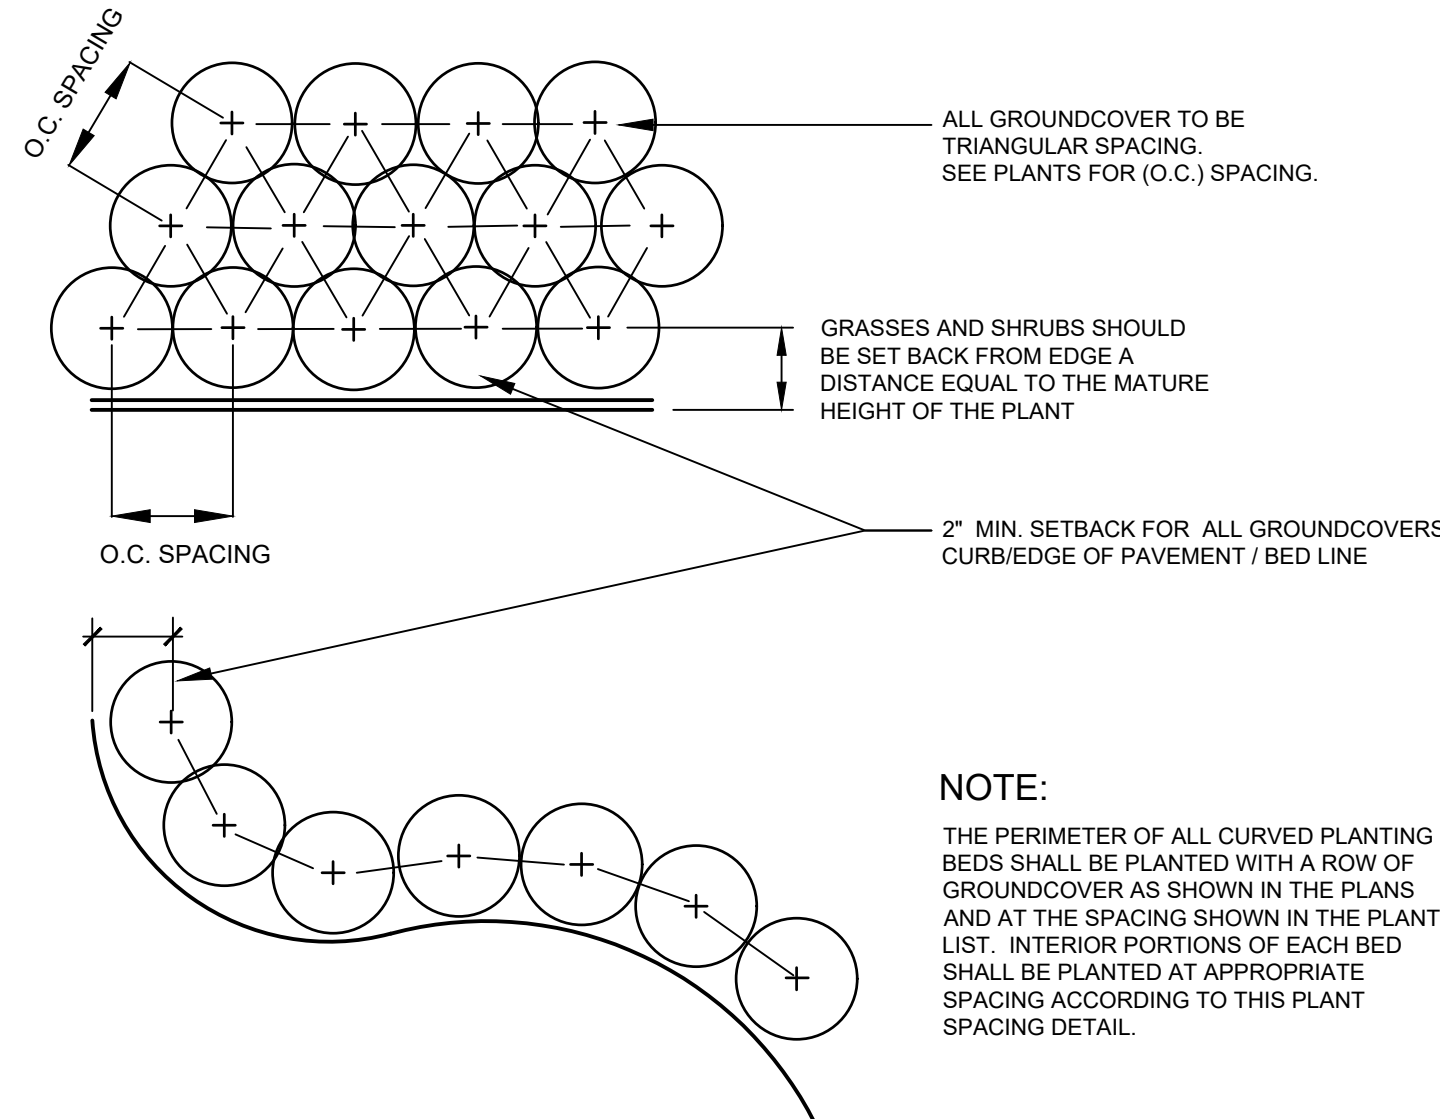 O.C. SPACING
ALL GROUNDCOVER TO BE
TRIANGULAR SPACING.
SEE PLANTS FOR (O.C.) SPACING.
GRASSES AND SHRUBS SHOULD
BE SET BACK FROM EDGE A
DISTANCE EQUAL TO THE MATURE
HEIGHT OF THE PLANT
2" MIN. SETBACK FOR ALL GROUNDCOVERS
CURB/EDGE OF PAVEMENT / BED LINE
O.C. SPACING
NOTE:
THE PERIMETER OF ALL CURVED PLANTING
BEDS SHALL BE PLANTED WITH A ROW OF
GROUNDCOVER AS SHOWN IN THE PLANS
AND AT THE SPACING SHOWN IN THE PLANT
LIST. INTERIOR PORTIONS OF EACH BED
SHALL BE PLANTED AT APPROPRIATE
SPACING ACCORDING TO THIS PLANT
SPACING DETAIL.